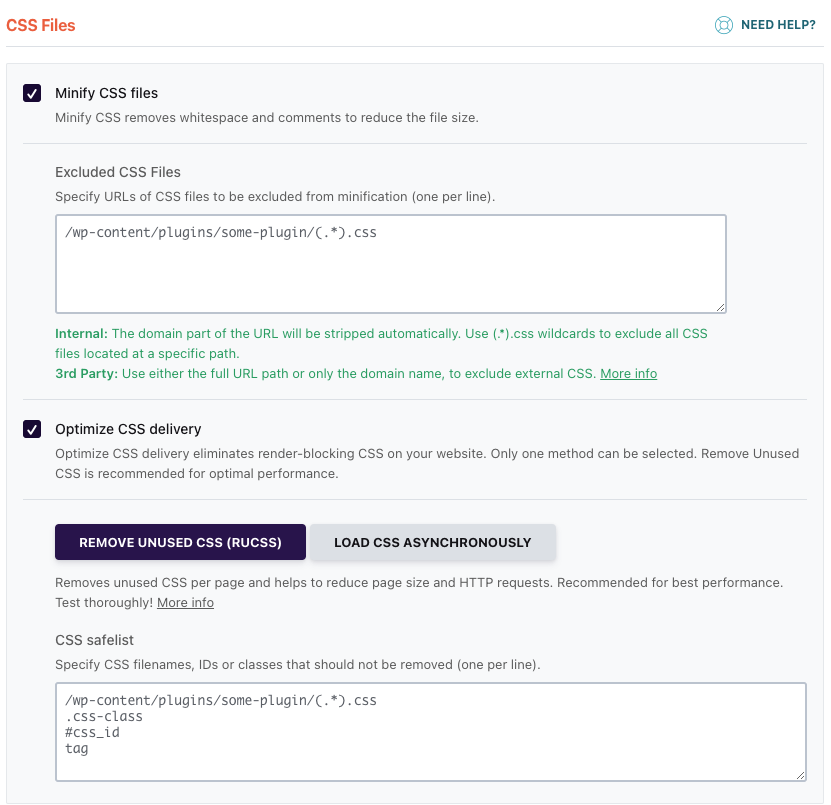 CSS Files
NEED HELP?
Minify CSS files
Minify CSS removes whitespace and comments to reduce the file size.
Excluded CSS Files
Specify URLs of CSS files to be excluded from minification (one per line).
/wp-content/plugins/some-plugin/(.*).css
Internal: The domain part of the URL will be stripped automatically. Use (.*).css wildcards to exclude all CSS
files located at a specific path.
3rd Party: Use either the full URL path or only the domain name, to exclude external CSS. More info
Optimize CSS delivery
Optimize CSS delivery eliminates render-blocking CSS on your website. Only one method can be selected. Remove Unused
CSS is recommended for optimal performance.
REMOVE UNUSED CSS (RUCSS)
LOAD CSS ASYNCHRONOUSLY
Removes unused CSS per page and helps to reduce page size and HTTP requests. Recommended for best performance.
Test thoroughly! More info
CSS safelist
Specify CSS filenames, IDs or classes that should not be removed (one per line).
/wp-content/plugins/some-plugin/(.*).css
.css-class
#css_id
tag